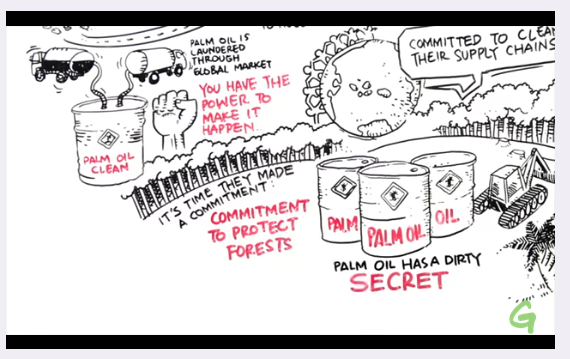 PALM OIL IS
LAUNDERED
THROUGH
GLOBAL MARKET
YOU HAVE THE
POWER TO
MAKE IT
HAPPEN
COMMITTED TO CLEAN
THEIR SUPPLY CHAINS
PALM OIL
CLEAN
IT'S TIME THEY MADE
A COMMITMENT:
COMMITMENT
TO PROTECT
FORESTS
PALM
PALM OIL
OIL
PALM OIL HAS A DIRTY
SECRET
G